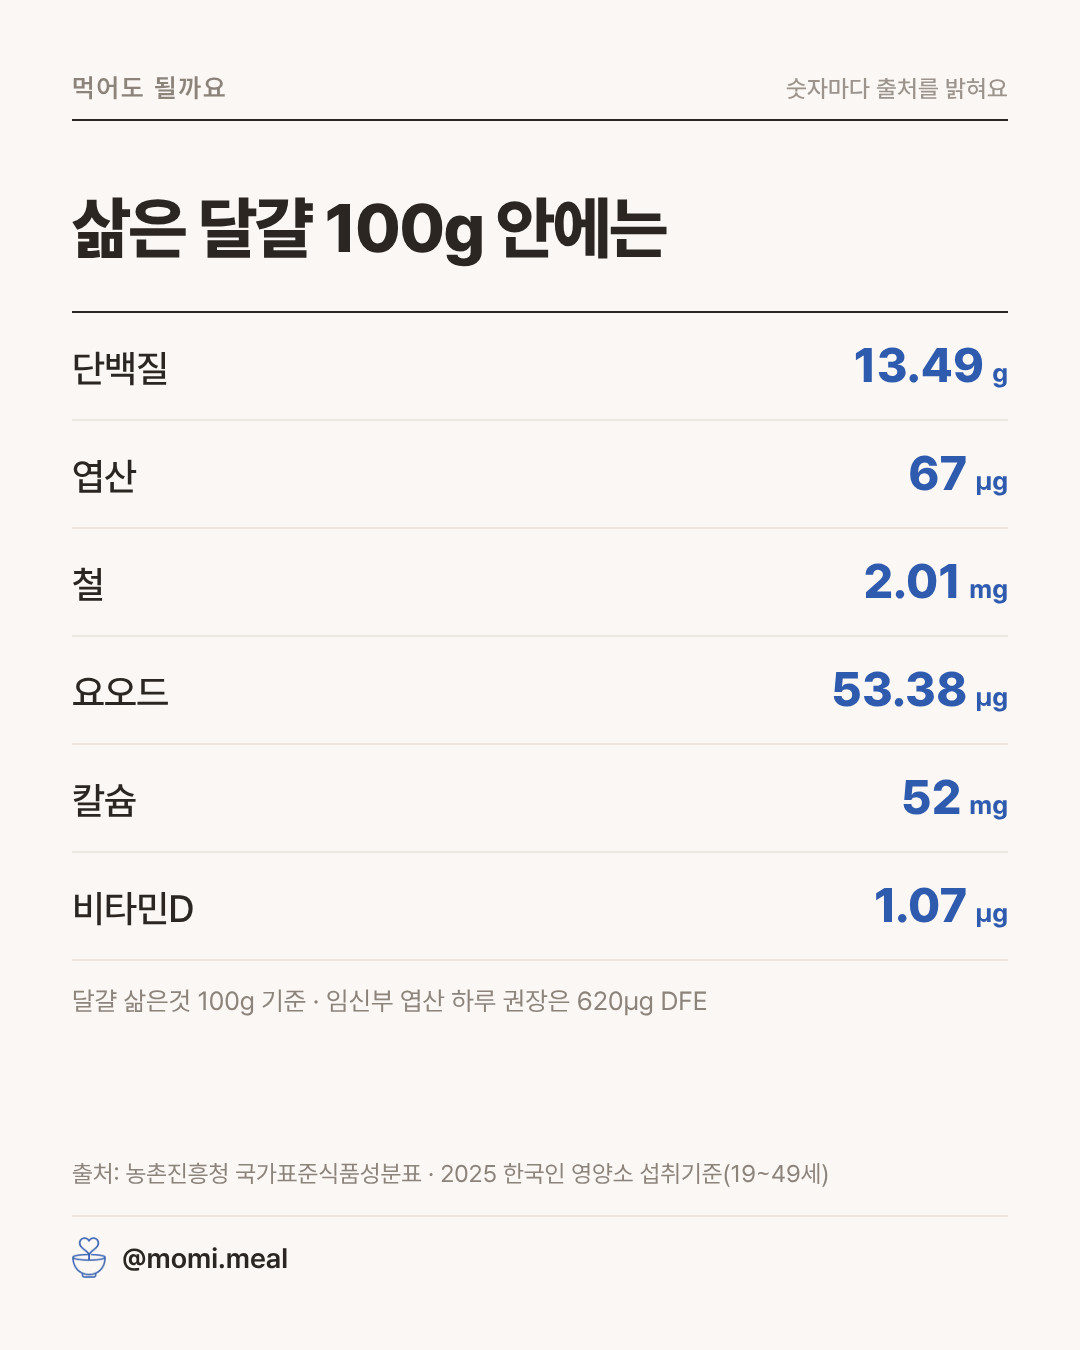 먹어도 될까요
숫자마다 출처를 밝혀요
삶은 달걀 100g 안에는
단백질 13.49 g
엽산 67 µg
철 2.01 mg
요오드 53.38 µg
칼슘 52 mg
비타민D 1.07 µg
달걀 삶은것 100g 기준 · 임신부 엽산 하루 권장은 620µg DFE
출처: 농촌진흥청 국가표준식품성분표 · 2025 한국인 영양소 섭취기준(19~49세)
@momi.meal